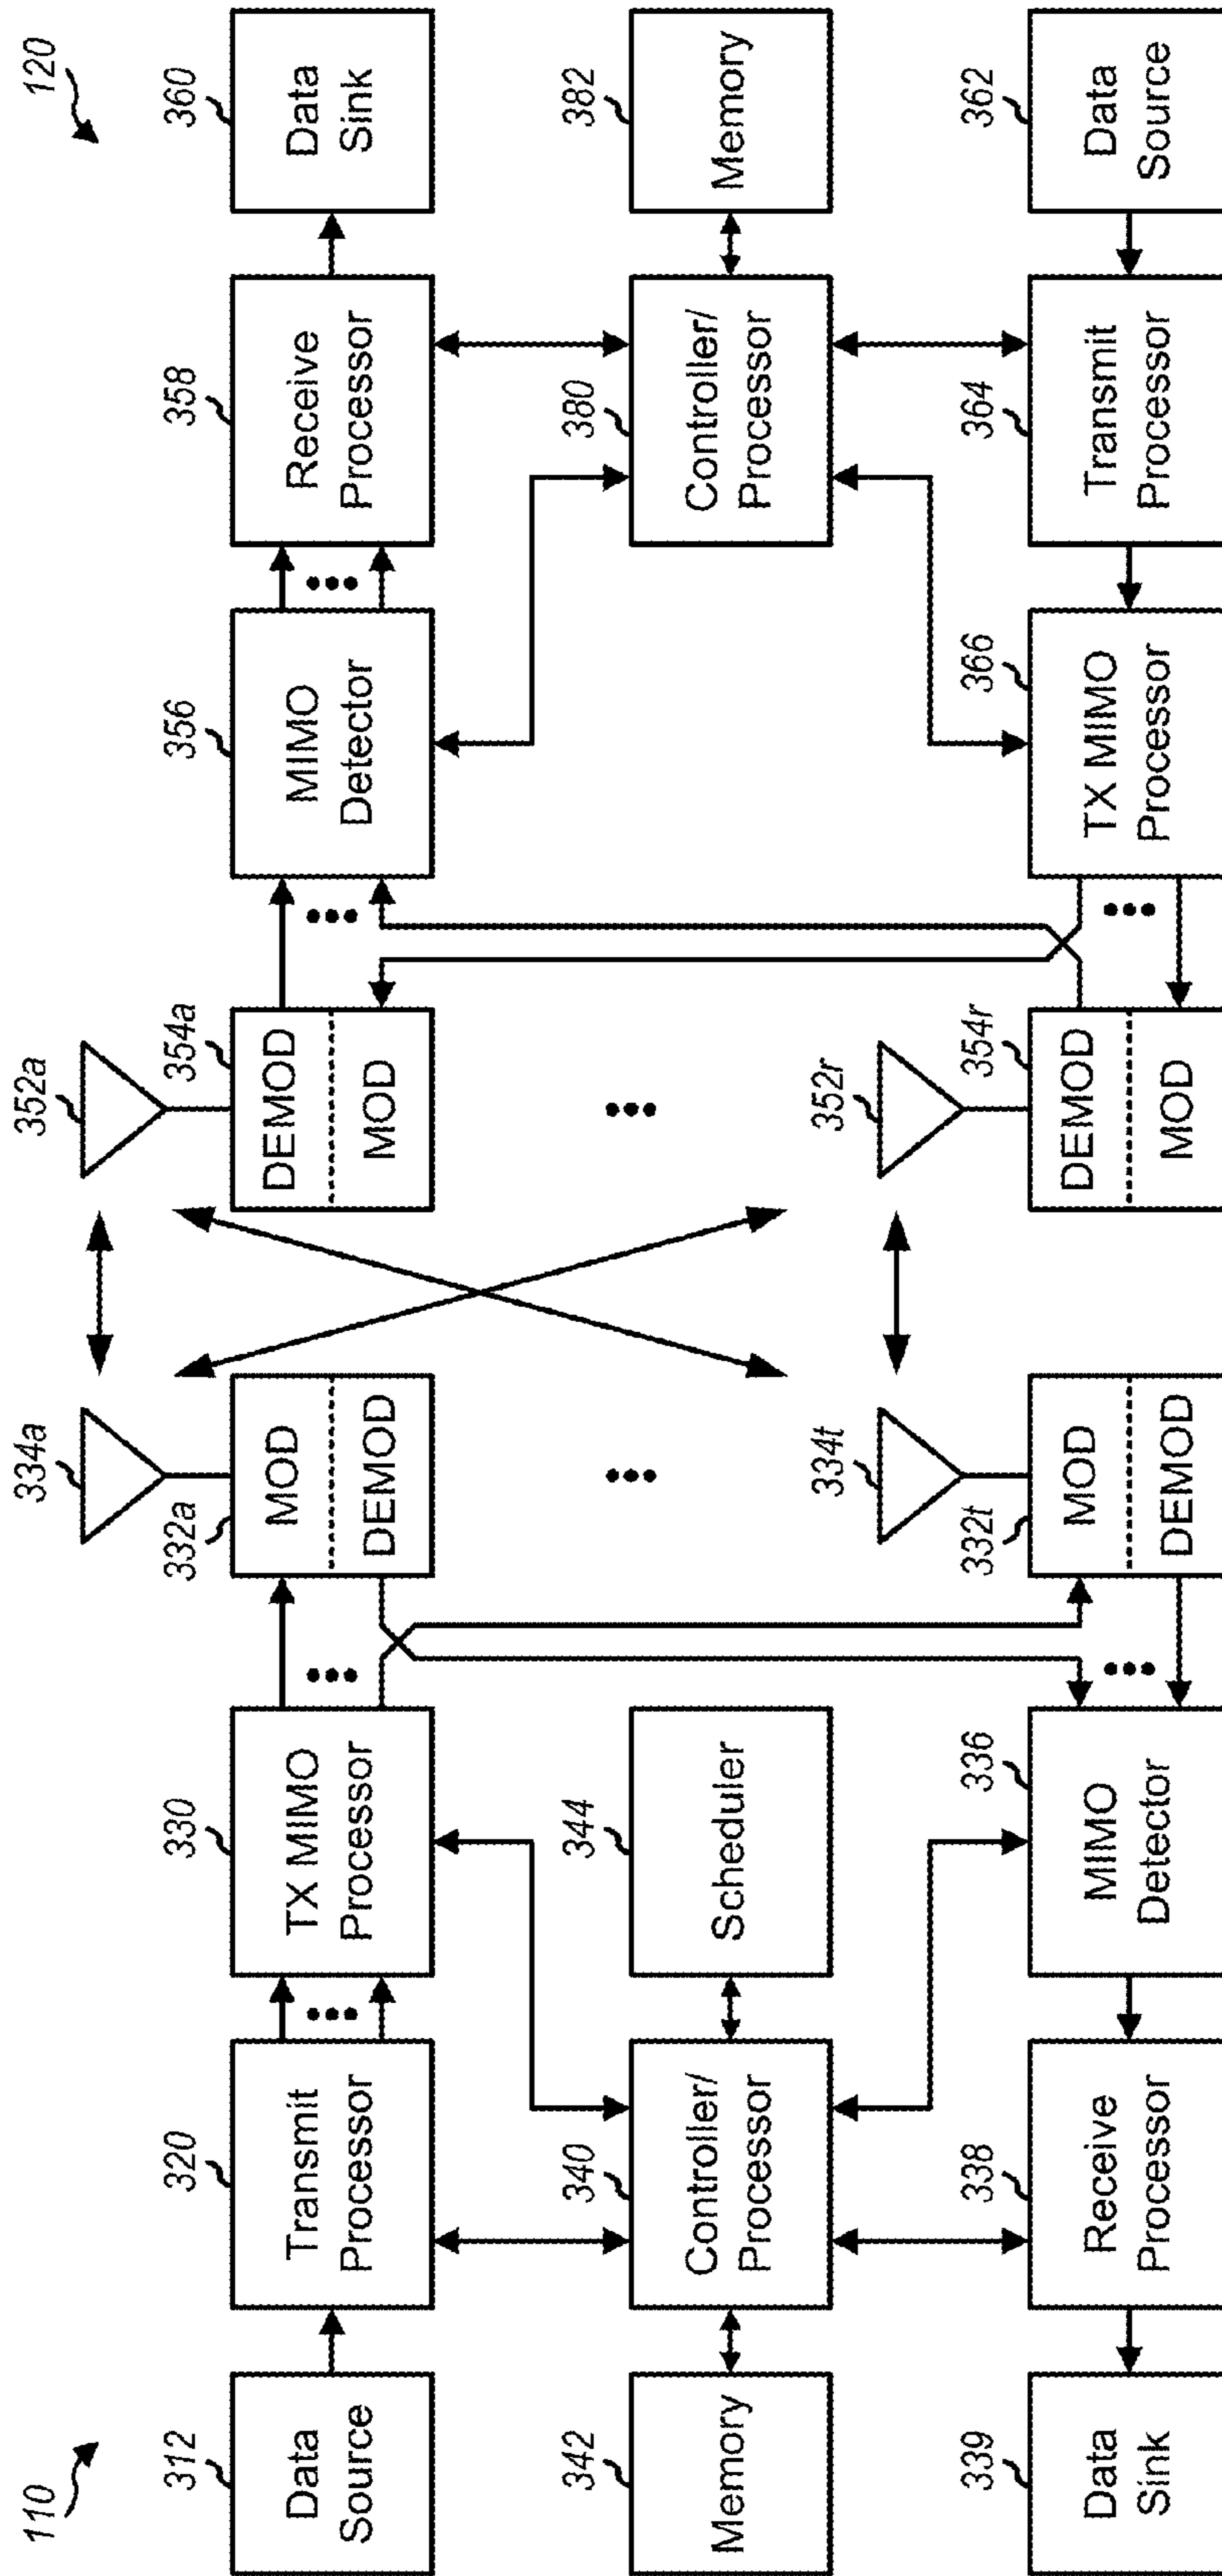 110
120
312
Data
Source
320
Transmit
Processor
330
TX MIMO
Processor
334a
332a
MOD
DEMOD
352a
354a
DEMOD
MOD
356
MIMO
Detector
358
Receive
Processor
360
Data
Sink
342
Memory
340
Controller/
Processor
344
Scheduler
380
Controller/
Processor
382
Memory
339
Data
Sink
338
Receive
Processor
336
MIMO
Detector
334t
332t
MOD
DEMOD
352r
354r
DEMOD
MOD
366
TX MIMO
Processor
364
Transmit
Processor
362
Data
Source